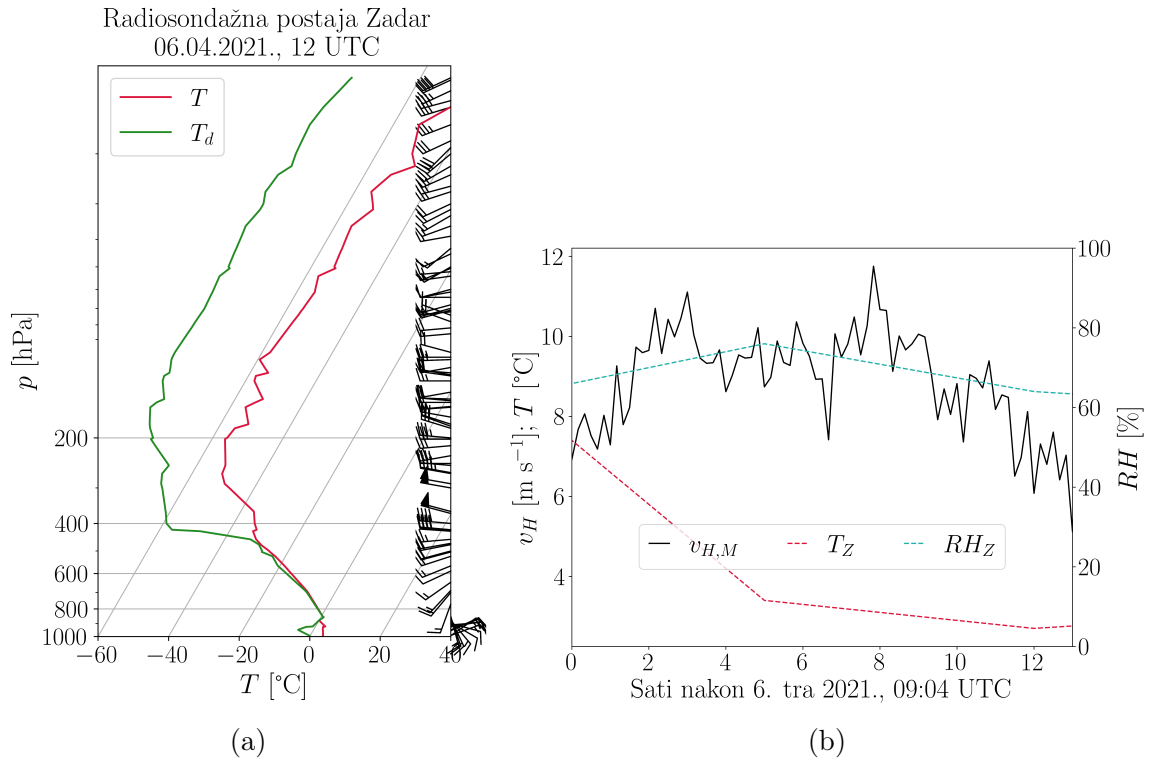 Radiosondažna postaja Zadar
06.04.2021., 12 UTC
T
T_d
p [hPa]
200
400
600
800
1000
−60
−40
−20
0
20
40
T [°C]
(a)
v_H [m s⁻¹]; T [°C]
12
10
8
6
4
v_{H,M}
T_Z
RH_Z
100
80
60
40
20
0
RH [%]
0
2
4
6
8
10
12
Sati nakon 6. tra 2021., 09:04 UTC
(b)